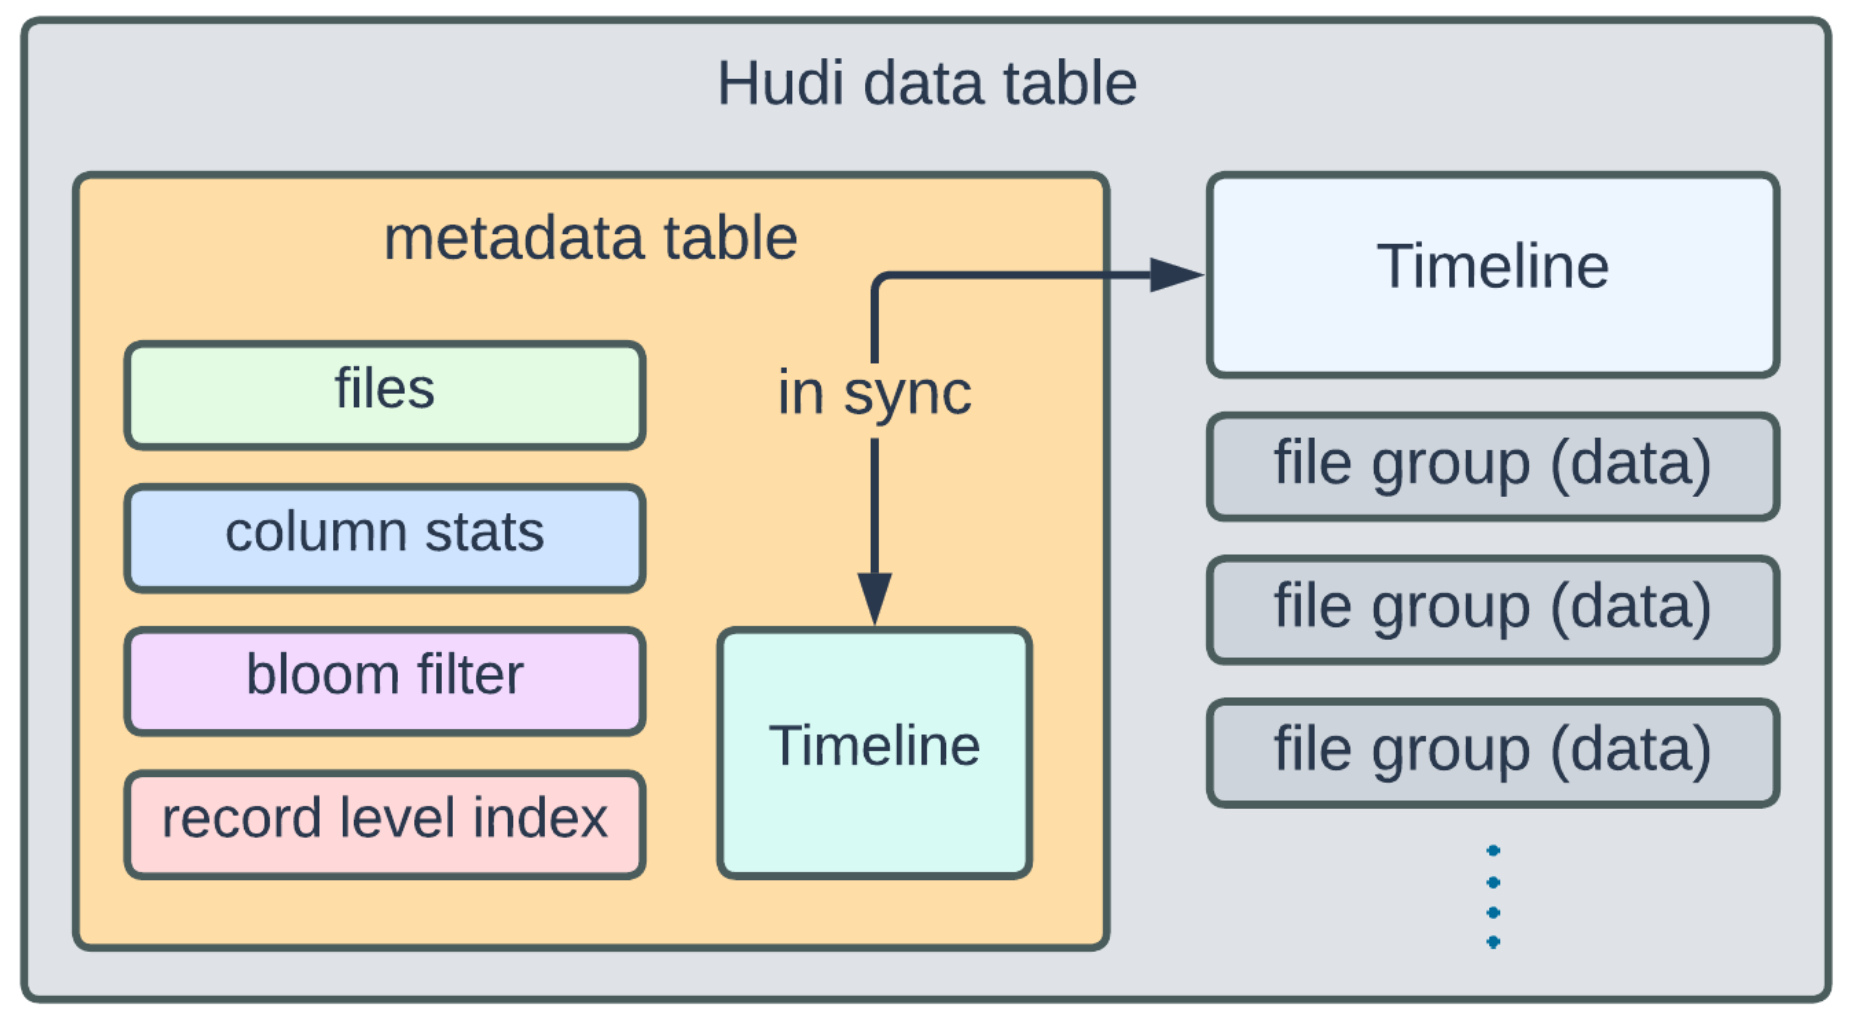 Hudi data table
metadata table
files
column stats
bloom filter
record level index
in sync
Timeline
Timeline
file group (data)
file group (data)
file group (data)